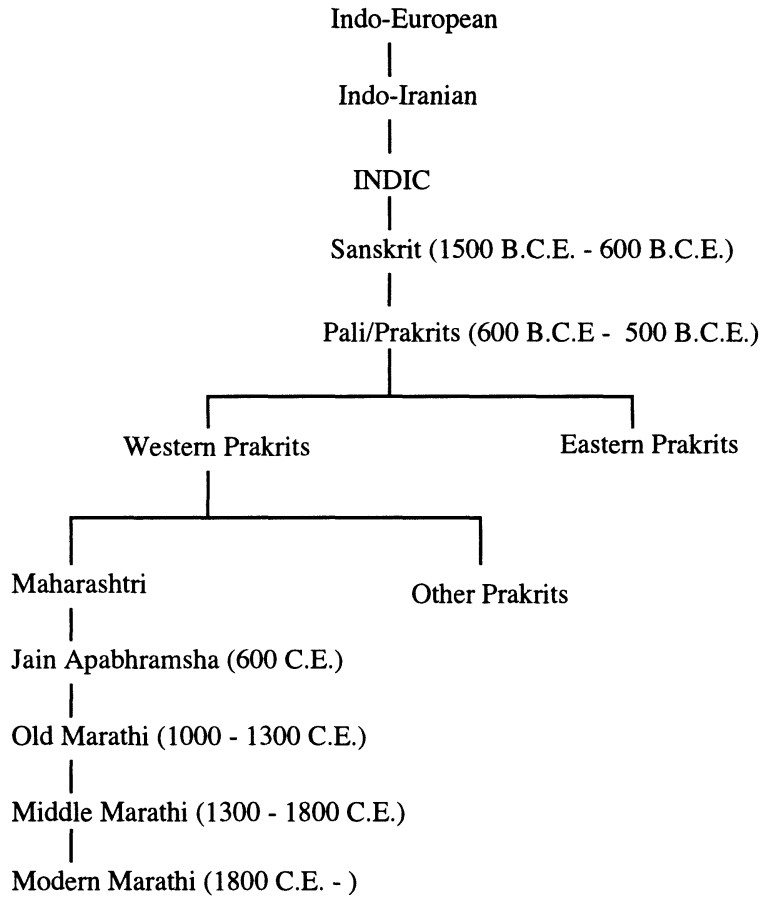 Indo-European
Indo-Iranian
INDIC
Sanskrit (1500 B.C.E. - 600 B.C.E.)
Pali/Prakrits (600 B.C.E - 500 B.C.E.)
Western Prakrits
Eastern Prakrits
Maharashtri
Other Prakrits
Jain Apabhramsha (600 C.E.)
Old Marathi (1000 - 1300 C.E.)
Middle Marathi (1300 - 1800 C.E.)
Modern Marathi (1800 C.E. - )